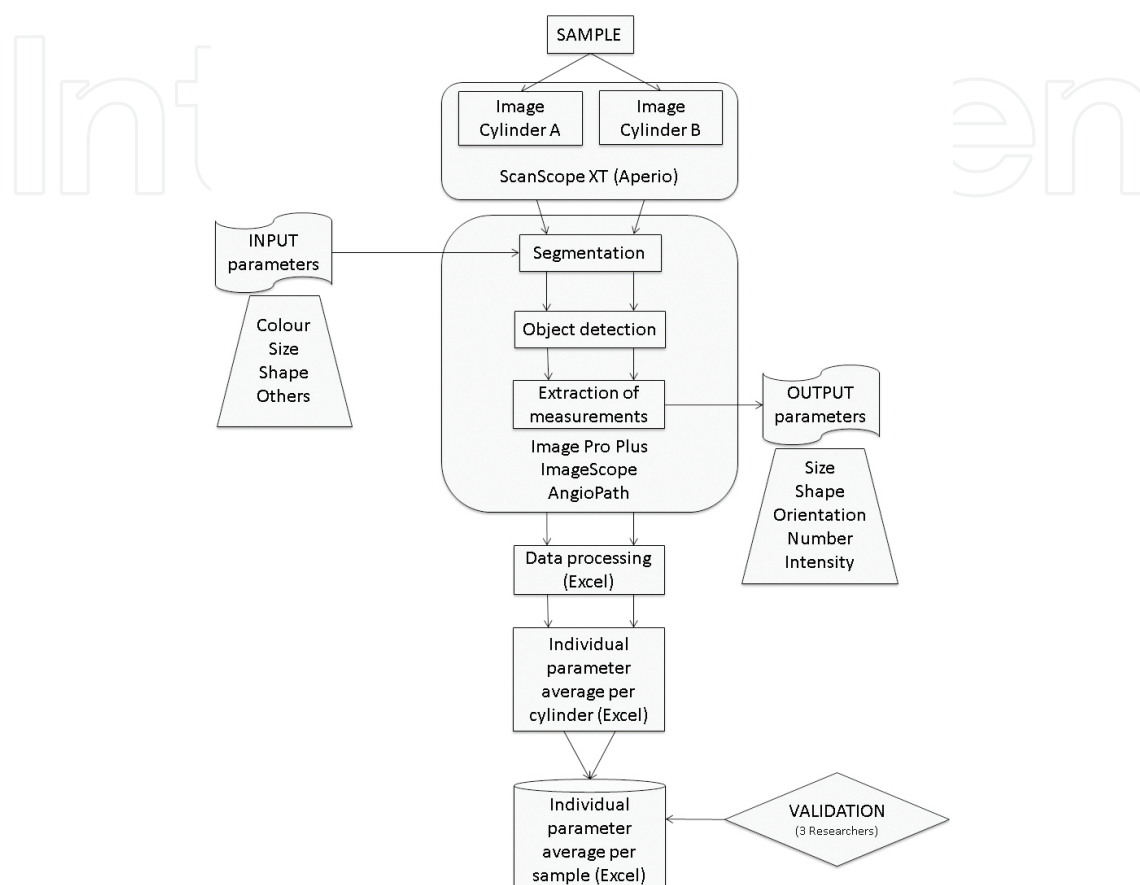 SAMPLE
Image
Cylinder A
Image
Cylinder B
ScanScope XT (Aperio)
INPUT
parameters
Colour
Size
Shape
Others
Segmentation
Object detection
Extraction of
measurements
Image Pro Plus
ImageScope
AngioPath
OUTPUT
parameters
Size
Shape
Orientation
Number
Intensity
Data processing
(Excel)
Individual
parameter
average per
cylinder (Excel)
Individual
parameter
average per
sample (Excel)
VALIDATION
(3 Researchers)